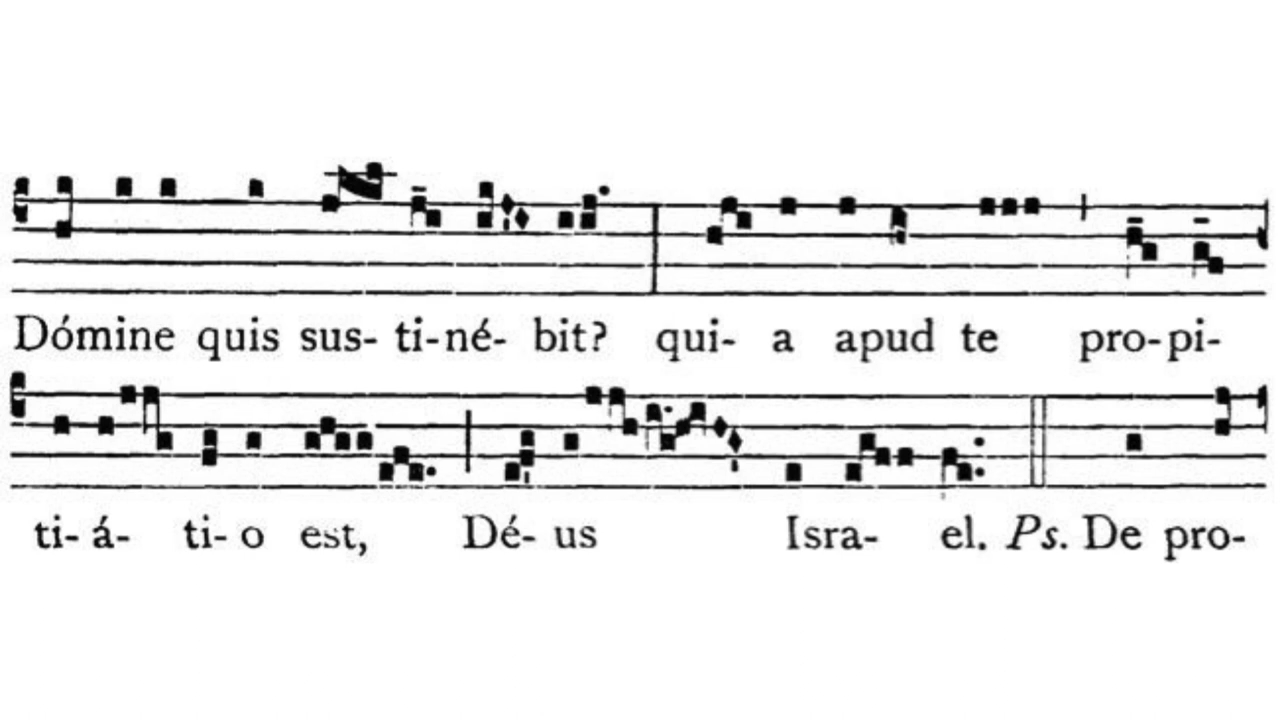 Dómine quis sus- ti-né- bit? qui- a apud te pro-pi-
ti- á- ti- o est, Dé- us Isra- el. Ps. De pro-